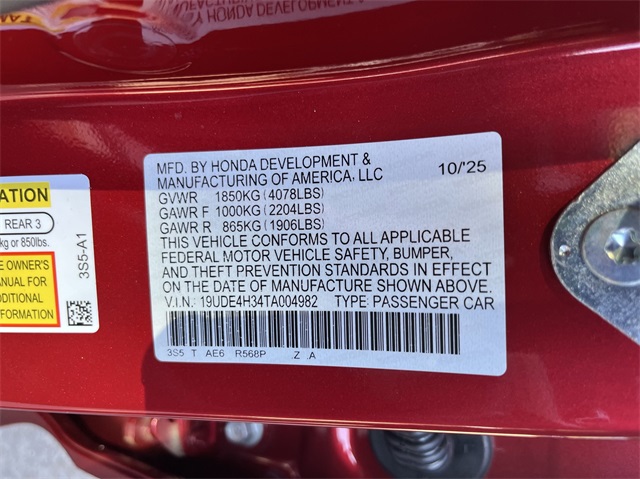 Y HONDA DEVELOPMENT
MFD. BY HONDA DEVELOPMENT &
MANUFACTURING OF AMERICA, LLC
10/'25
GVWR 1850KG (4078LBS)
GAWR F 1000KG (2204LBS)
GAWR R 865KG (1906LBS)
THIS VEHICLE CONFORMS TO ALL APPLICABLE
FEDERAL MOTOR VEHICLE SAFETY, BUMPER,
AND THEFT PREVENTION STANDARDS IN EFFECT
ON THE DATE OF MANUFACTURE SHOWN ABOVE.
V.I.N. : 19UDE4H34TA004982 TYPE: PASSENGER CAR
3S5 T AE6 R568P .Z .A
ATION
REAR 3
kg or 850lbs.
E OWNER'S
ANUAL FOR
DDITIONAL
FORMATION
3S5-A1